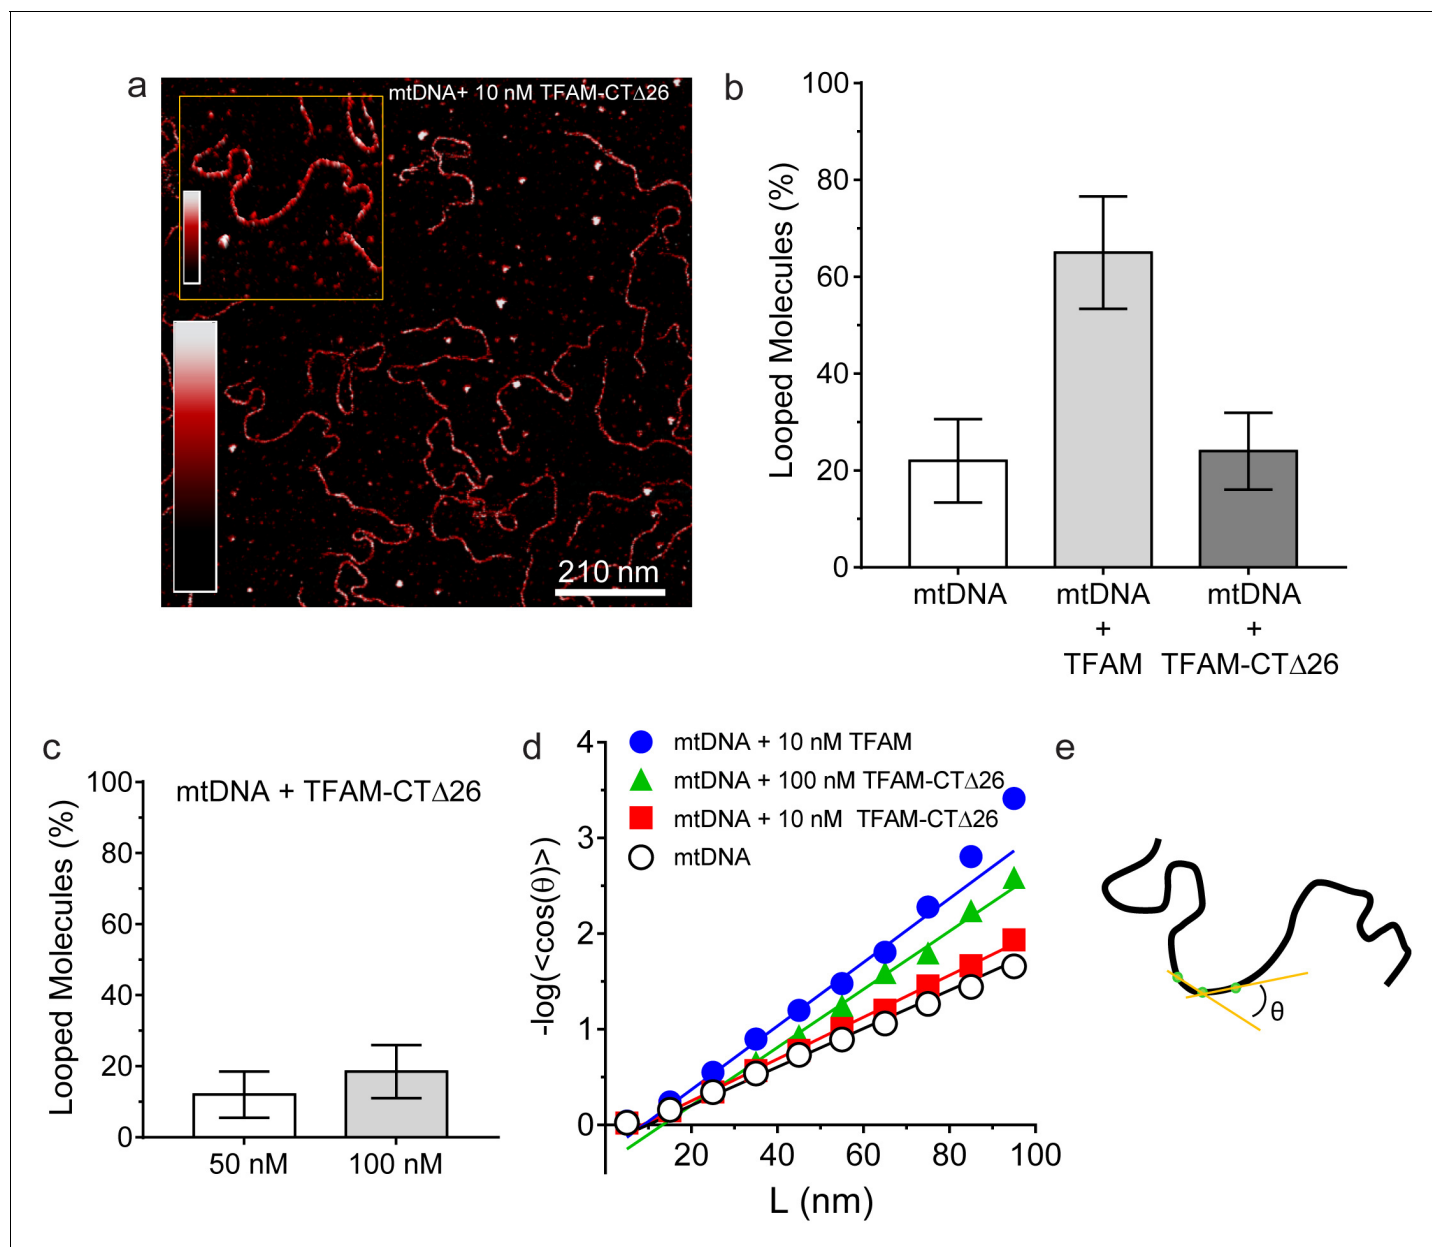 a
mtDNA+ 10 nM TFAM-CTΔ26
210 nm
b
Looped Molecules (%)
100
80
60
40
20
0
mtDNA
mtDNA
+
TFAM
mtDNA
+
TFAM-CTΔ26
c
mtDNA + TFAM-CTΔ26
Looped Molecules (%)
100
80
60
40
20
0
50 nM
100 nM
d
mtDNA + 10 nM TFAM
mtDNA + 100 nM TFAM-CTΔ26
mtDNA + 10 nM TFAM-CTΔ26
mtDNA
-log(<cos(θ)>)
4
3
2
1
0
20
40
60
80
100
L (nm)
e
θ